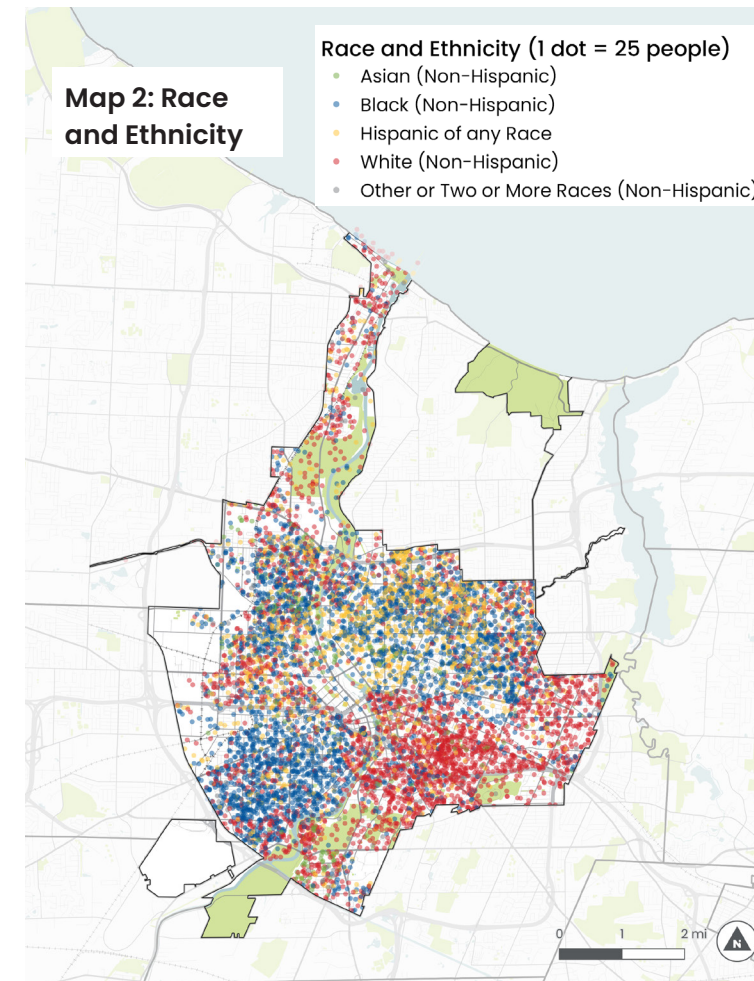 Map 2: Race
and Ethnicity
Race and Ethnicity (1 dot = 25 people)
Asian (Non-Hispanic)
Black (Non-Hispanic)
Hispanic of any Race
White (Non-Hispanic)
Other or Two or More Races (Non-Hispanic)
0 1 2 mi
N